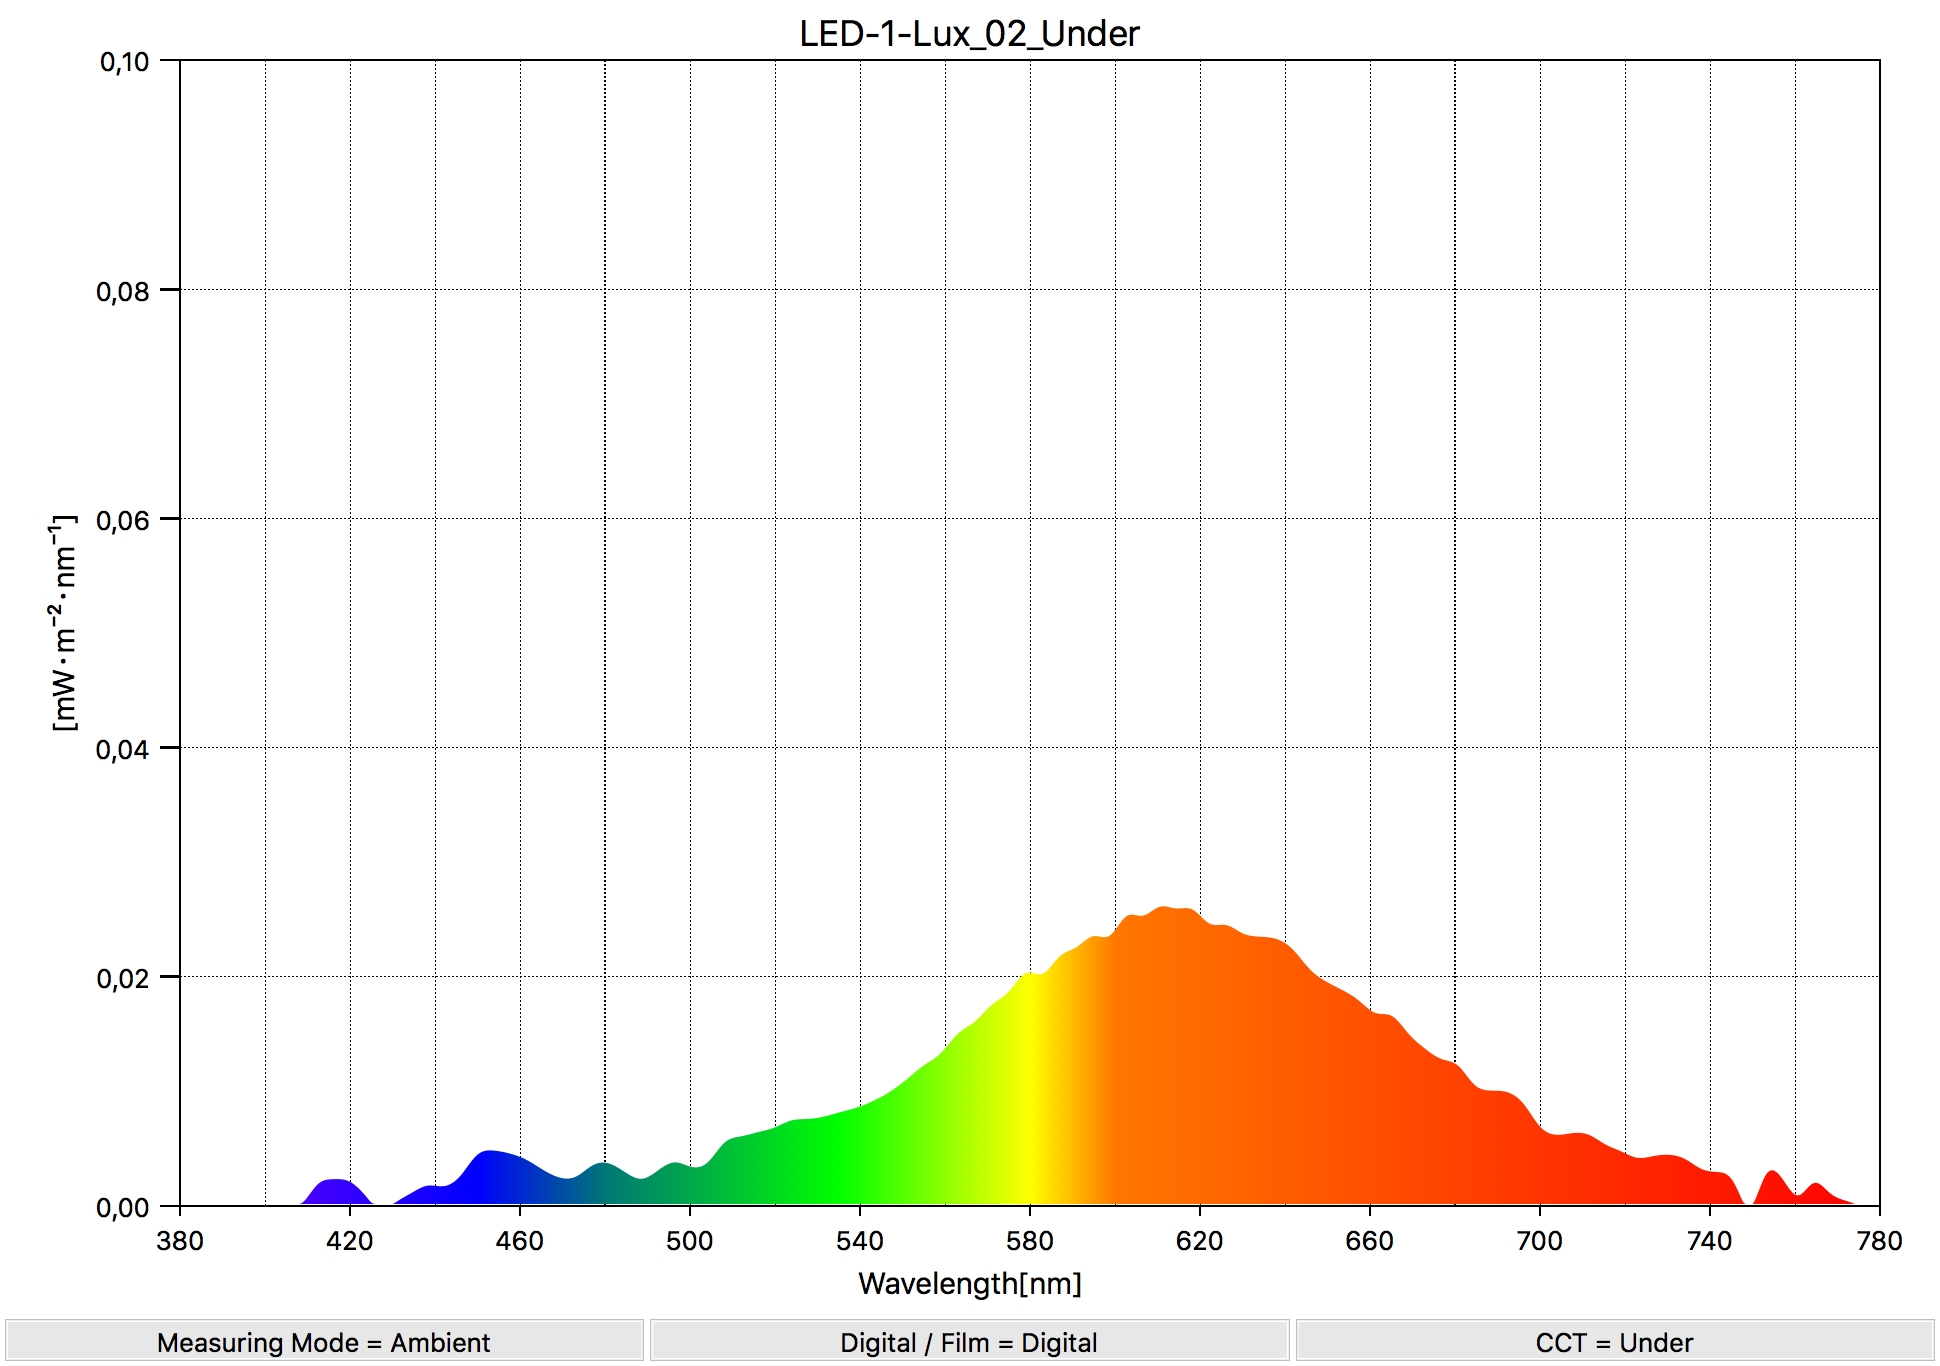 LED-1-Lux_02_Under
0,10
0,08
0,06
0,04
0,02
0,00
[mW·m⁻²·nm⁻¹]
380 420 460 500 540 580 620 660 700 740 780
Wavelength[nm]
Measuring Mode = Ambient
Digital / Film = Digital
CCT = Under